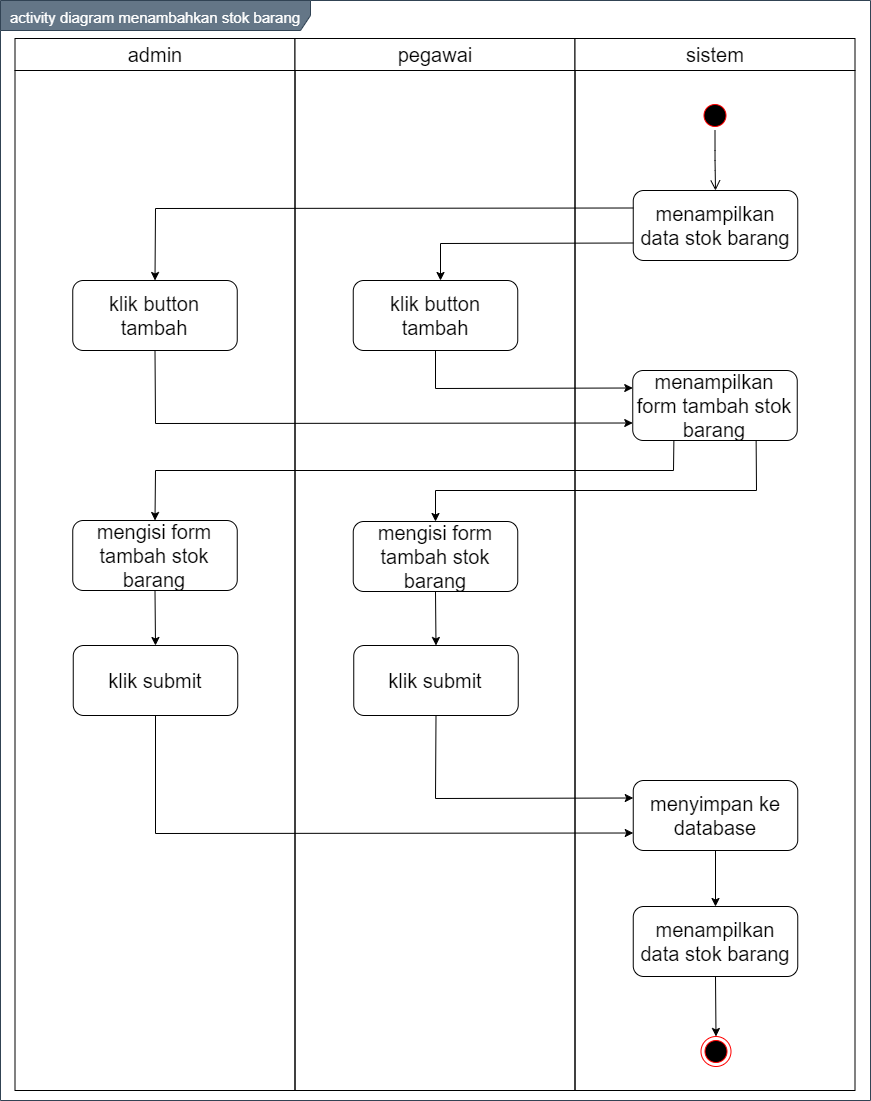 activity diagram menambahkan stok barang
admin
pegawai
sistem
menampilkan
data stok barang
klik button
tambah
klik button
tambah
menampilkan
form tambah stok
barang
mengisi form
tambah stok
barang
mengisi form
tambah stok
barang
klik submit
klik submit
menyimpan ke
database
menampilkan
data stok barang